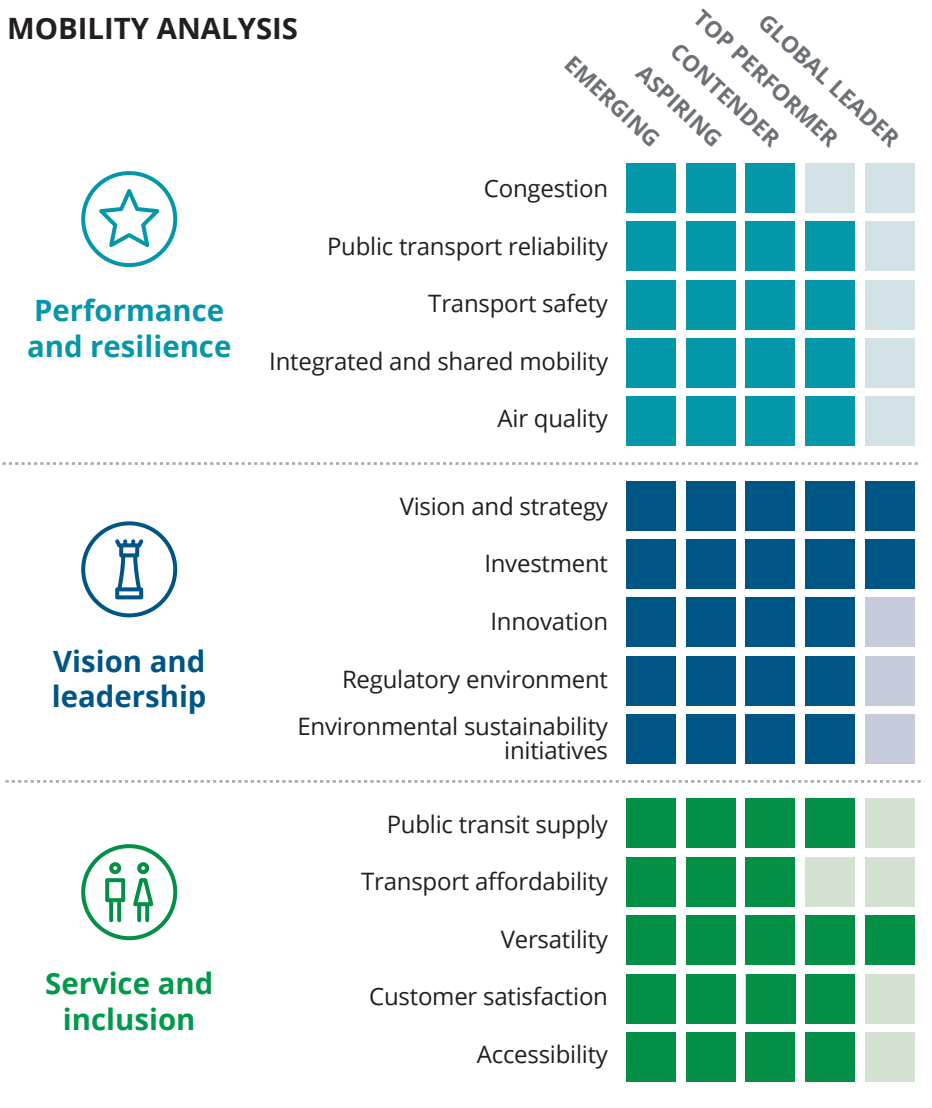 MOBILITY ANALYSIS
EMERGING
ASPIRING
CONTENDER
TOP PERFORMER
GLOBAL LEADER
Performance
and resilience
Congestion
Public transport reliability
Transport safety
Integrated and shared mobility
Air quality
Vision and
leadership
Vision and strategy
Investment
Innovation
Regulatory environment
Environmental sustainability
initiatives
Service and
inclusion
Public transit supply
Transport affordability
Versatility
Customer satisfaction
Accessibility